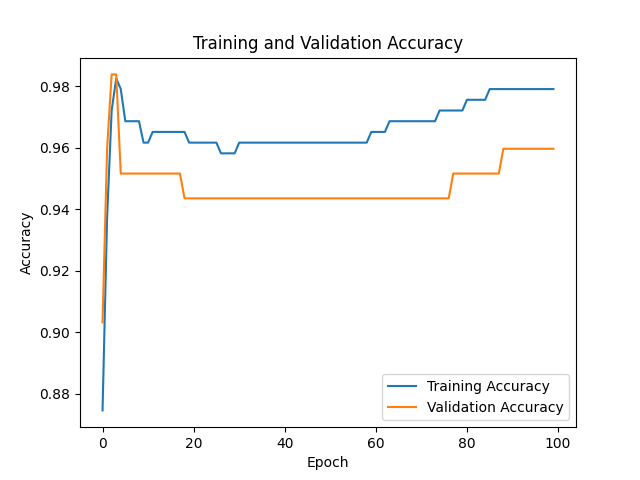 Training and Validation Accuracy
Accuracy
0.98
0.96
0.94
0.92
0.90
0.88
0
20
40
60
80
100
Epoch
Training Accuracy
Validation Accuracy